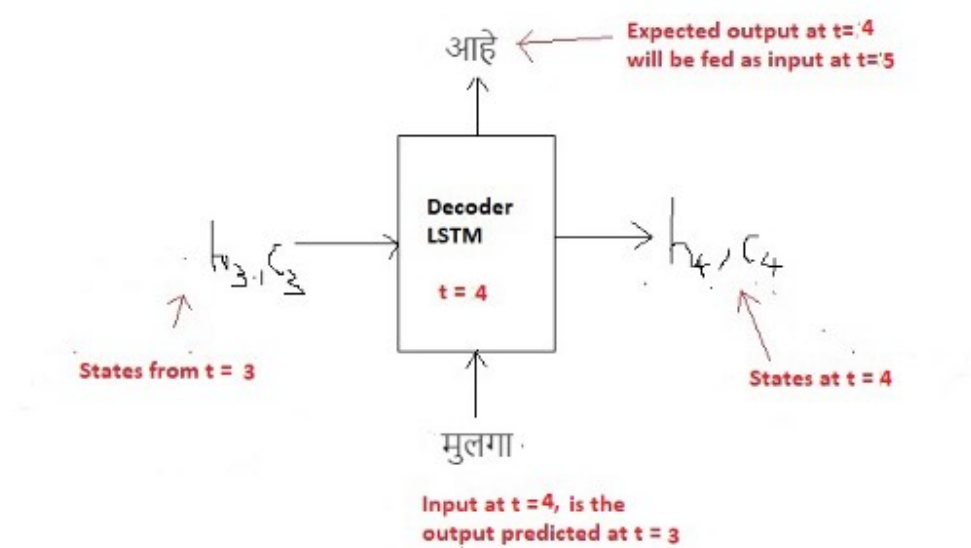 आहे
Expected output at t= 4
will be fed as input at t=5
Decoder
LSTM
t = 4
h3, C3
h4, C4
States from t = 3
States at t = 4
मुलगा
Input at t = 4, is the
output predicted at t = 3